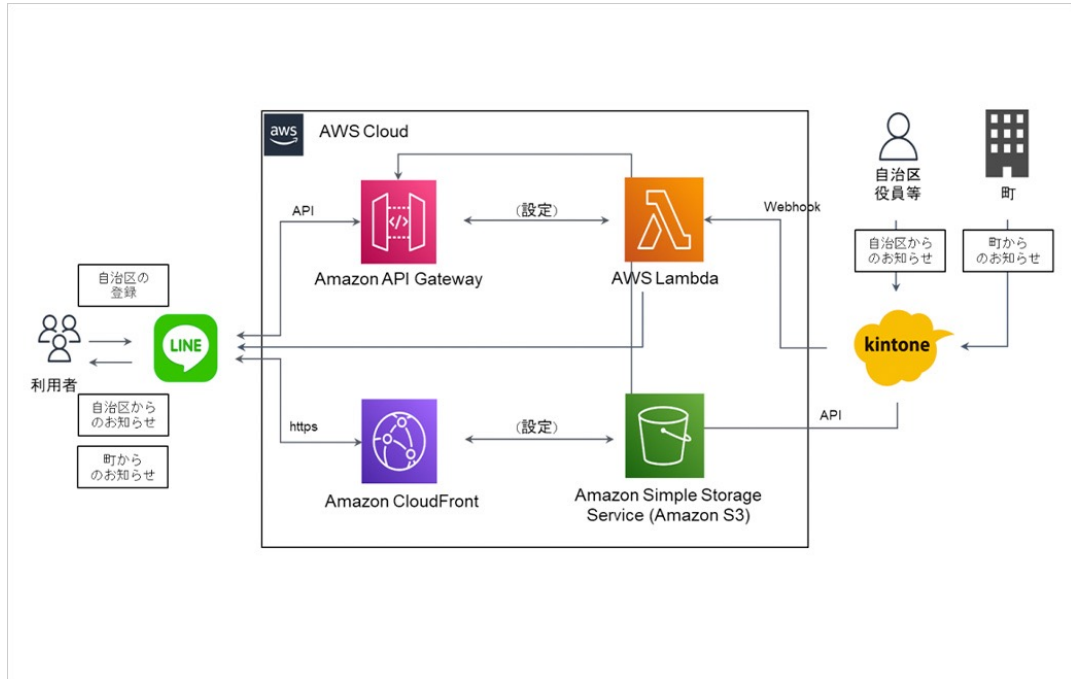 aws
AWS Cloud
自治区
役員等
町
API
(設定)
Webhook
自治区から
のお知らせ
町から
のお知らせ
Amazon API Gateway
AWS Lambda
自治区の
登録
LINE
kintone
利用者
自治区から
のお知らせ
町から
のお知らせ
https
(設定)
API
Amazon CloudFront
Amazon Simple Storage
Service (Amazon S3)